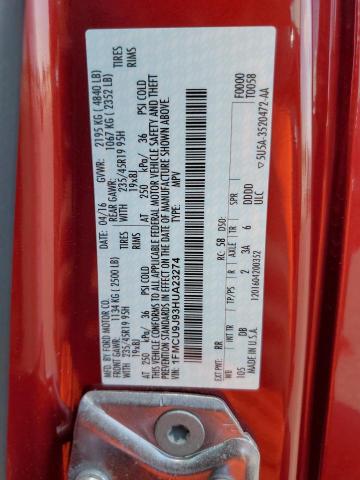 MFD. BY FORD MOTOR CO.
DATE: 04/16 GVWR: 2195 KG ( 4840 LB)
FRONT GAWR: 1134 KG ( 2500 LB) REAR GAWR: 1067 KG ( 2352 LB)
WITH 235/45R19 95H TIRES WITH 235/45R19 95H TIRES
19x8J RIMS 19x8J RIMS
AT 250 kPa/ 36 PSI COLD AT 250 kPa/ 36 PSI COLD
THIS VEHICLE CONFORMS TO ALL APPLICABLE FEDERAL MOTOR VEHICLE SAFETY AND THEFT
PREVENTION STANDARDS IN EFFECT ON THE DATE OF MANUFACTURE SHOWN ABOVE.
VIN: 1FMCU9J93HUA23274 TYPE: MPV
F0000
T0058
EXT PNT: RR RC: 58 DSO:
WB INT TR TP/PS R AXLE TR SPR
105 DB 2 3A 6 DDDD
ULC
1201604200352 5U5A-3520472-AA